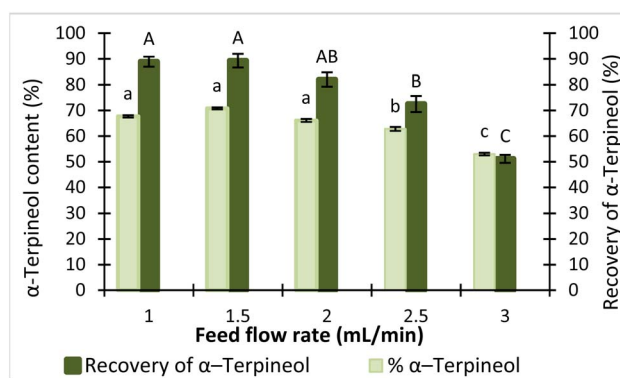 α-Terpineol content (%)
100
90
80
70
60
50
40
30
20
10
0
a A
a A
a AB
b B
c C
100
90
80
70
60
50
40
30
20
10
0
Recovery of α-Terpineol (%)
1 1.5 2 2.5 3
Feed flow rate (mL/min)
Recovery of α–Terpineol % α–Terpineol